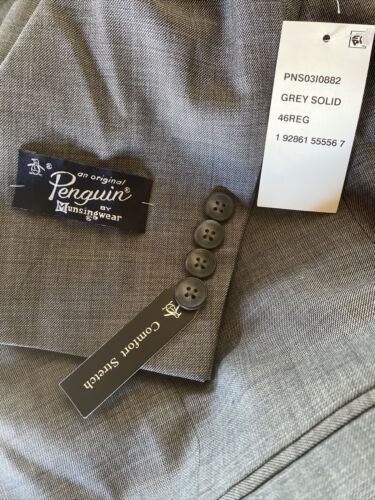 PNS03I0882
GREY SOLID
46REG
1 92861 55556 7
an original
Penguin®
BY
Munsingwear
®
Comfort Stretch